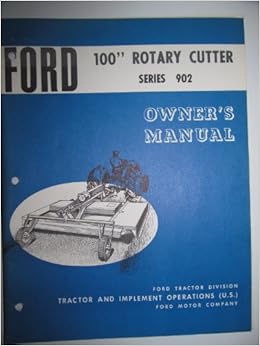 FORD
100" ROTARY CUTTER
SERIES 902
OWNER'S
MANUAL
FORD TRACTOR DIVISION
TRACTOR AND IMPLEMENT OPERATIONS (U.S.)
FORD MOTOR COMPANY